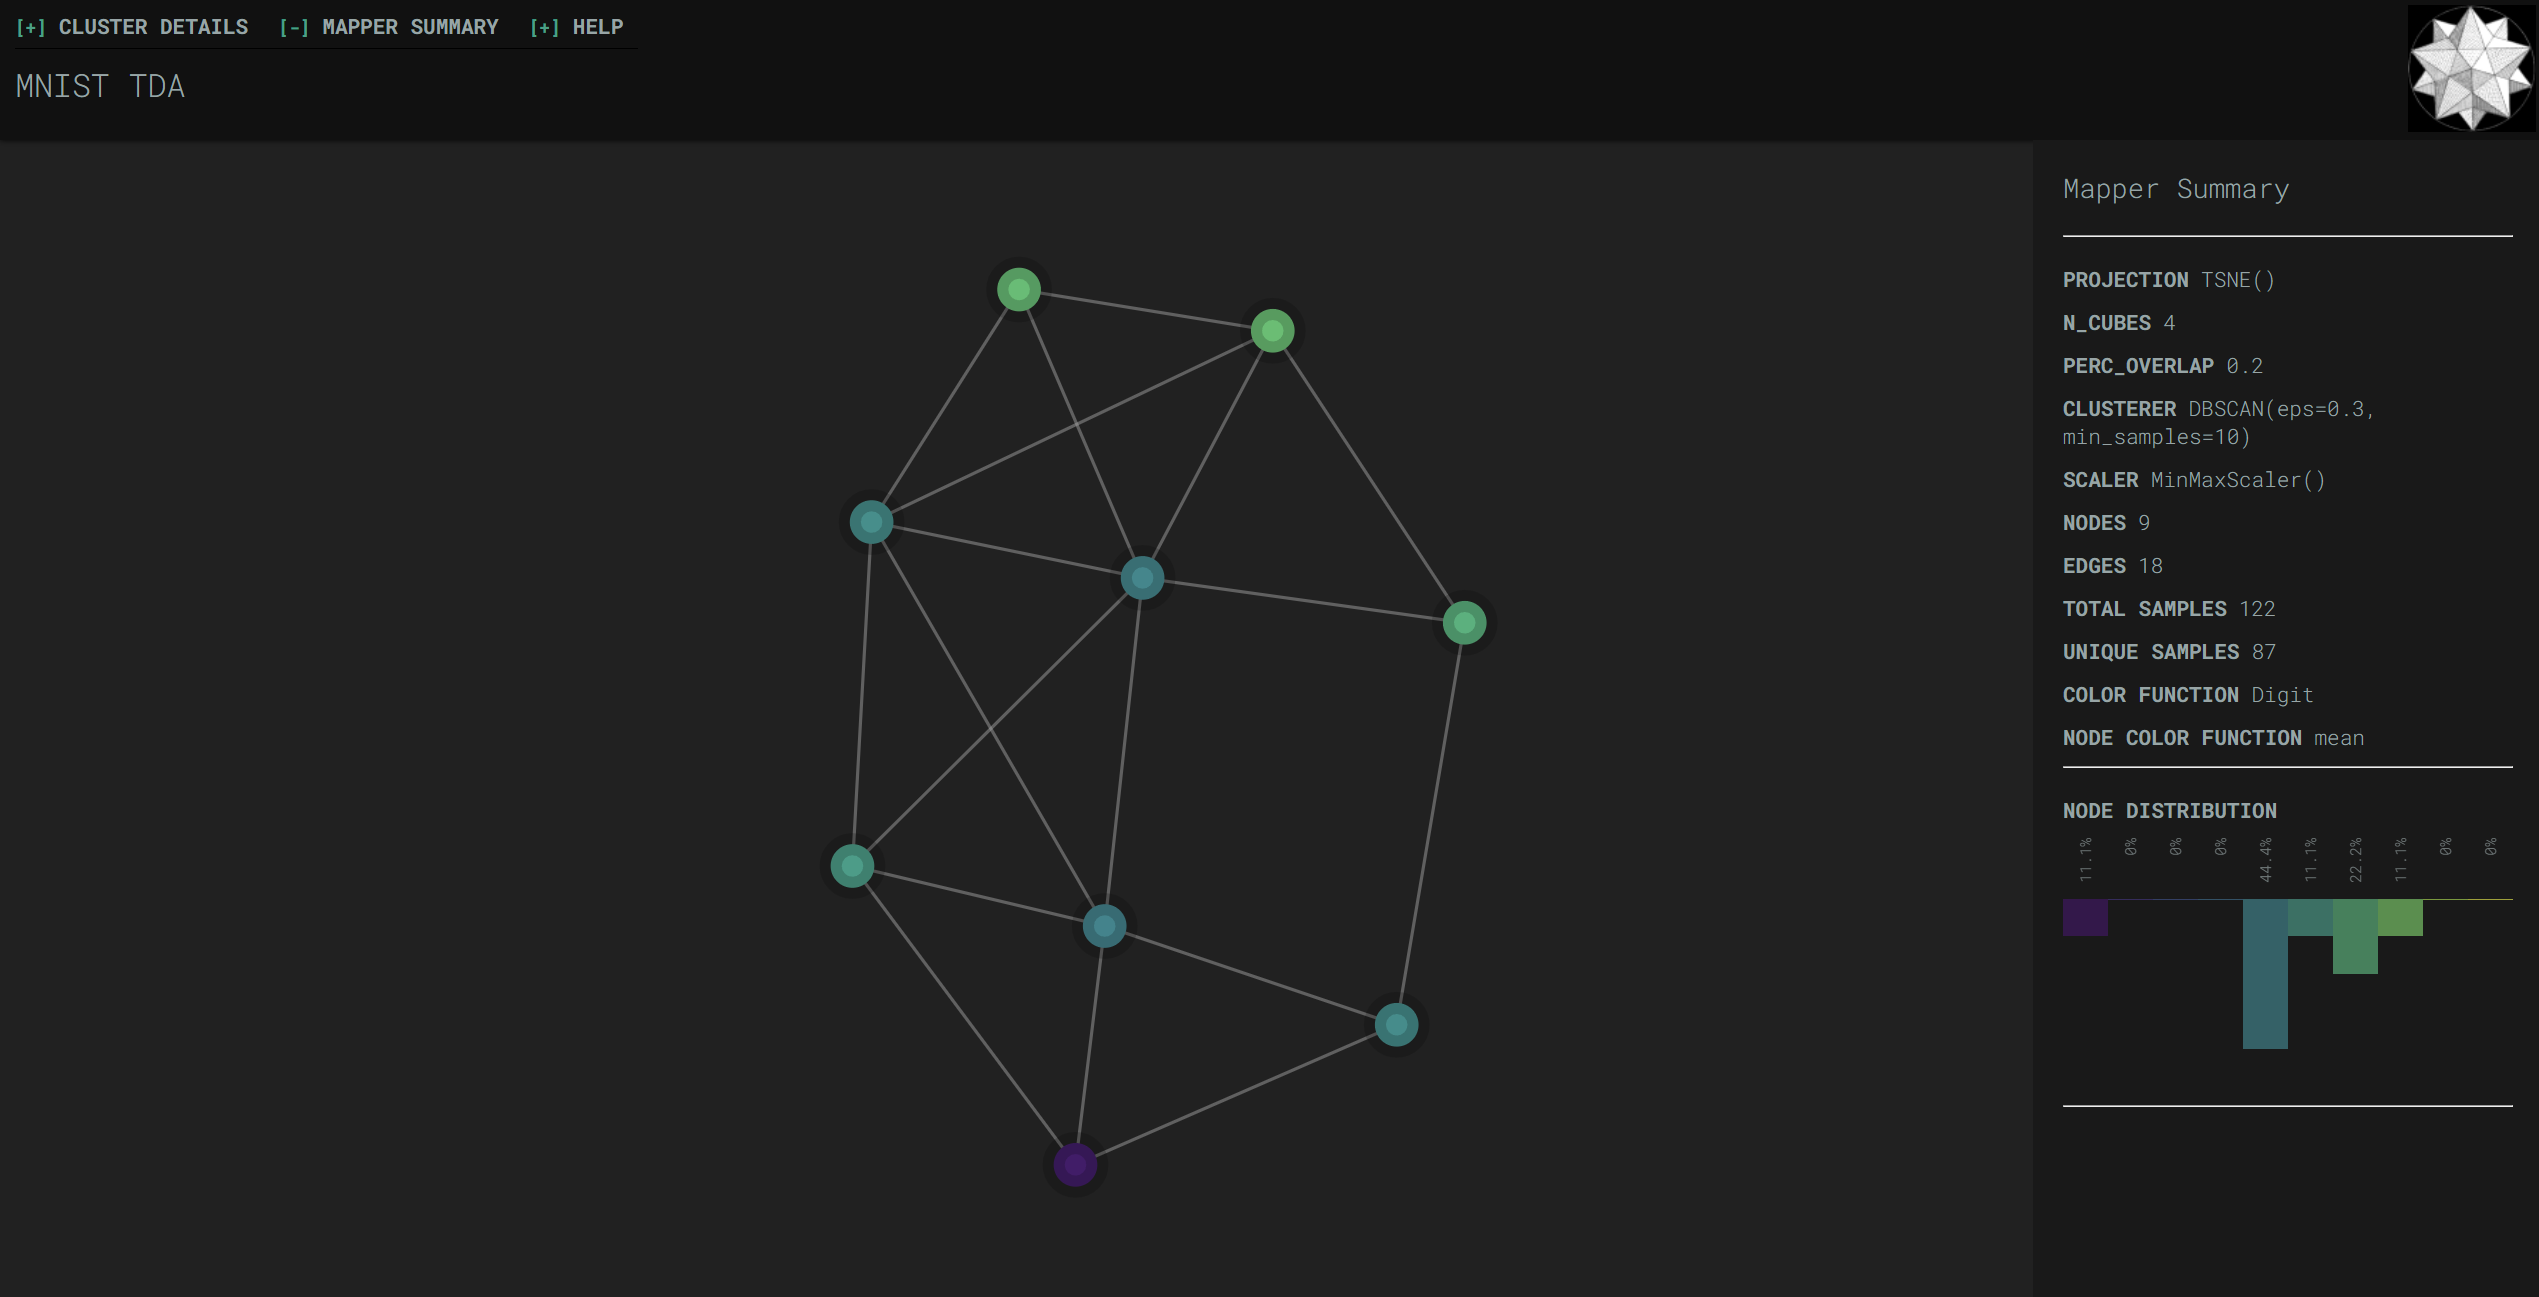 [+] CLUSTER DETAILS [-] MAPPER SUMMARY [+] HELP
MNIST TDA
Mapper Summary
PROJECTION TSNE()
N_CUBES 4
PERC_OVERLAP 0.2
CLUSTERER DBSCAN(eps=0.3,
min_samples=10)
SCALER MinMaxScaler()
NODES 9
EDGES 18
TOTAL SAMPLES 122
UNIQUE SAMPLES 87
COLOR FUNCTION Digit
NODE COLOR FUNCTION mean
NODE DISTRIBUTION
11.1% 0% 0% 0% 44.4% 11.1% 22.2% 11.1% 0% 0%